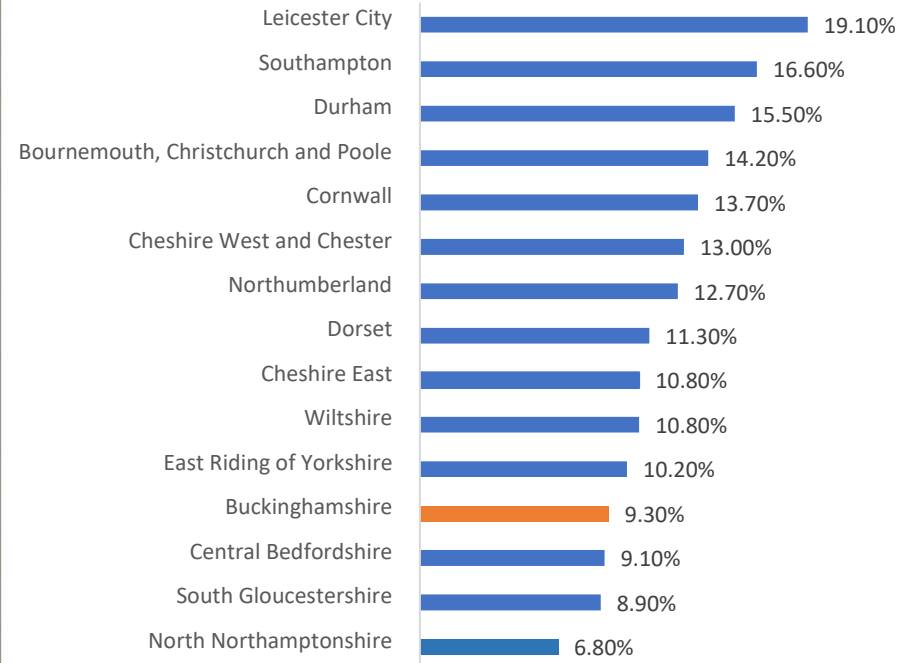 Leicester City 19.10%
Southampton 16.60%
Durham 15.50%
Bournemouth, Christchurch and Poole 14.20%
Cornwall 13.70%
Cheshire West and Chester 13.00%
Northumberland 12.70%
Dorset 11.30%
Cheshire East 10.80%
Wiltshire 10.80%
East Riding of Yorkshire 10.20%
Buckinghamshire 9.30%
Central Bedfordshire 9.10%
South Gloucestershire 8.90%
North Northamptonshire 6.80%